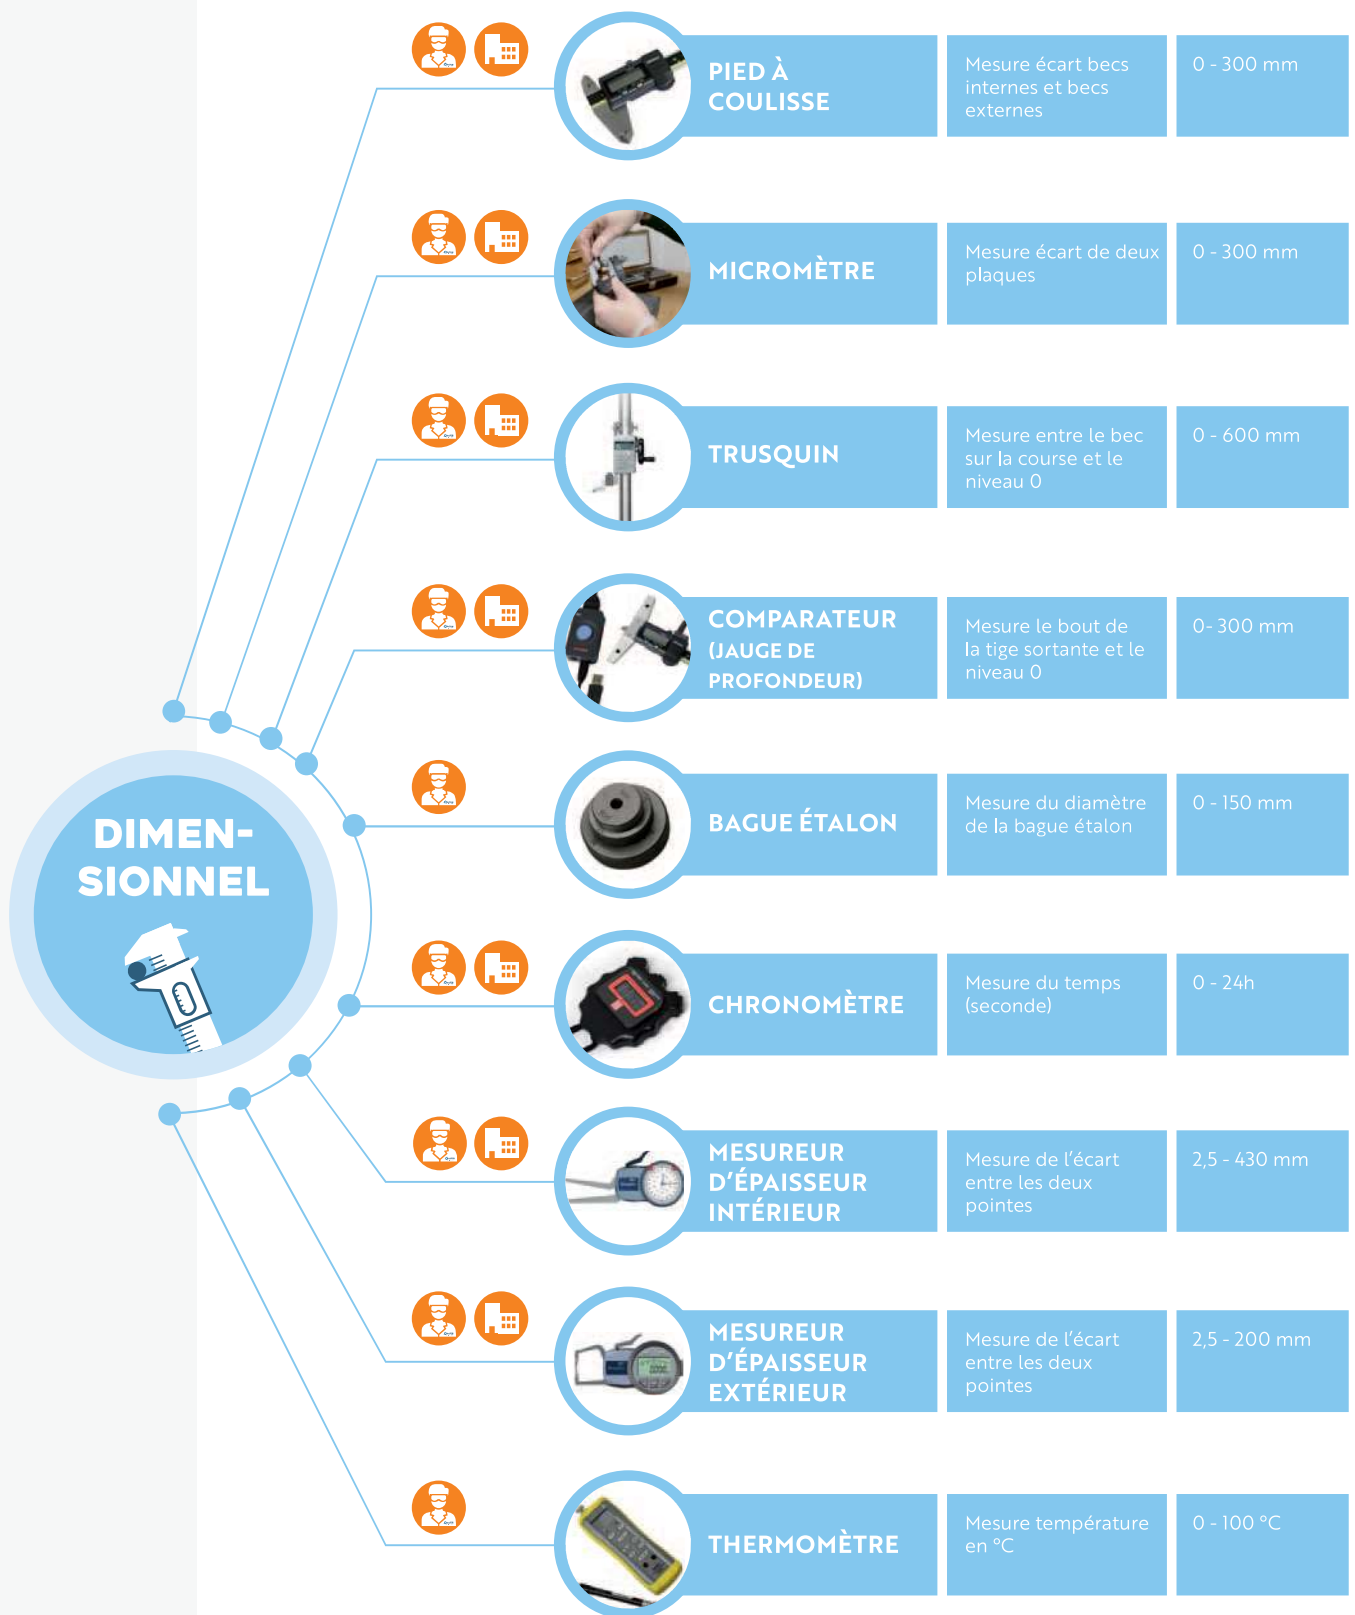 PIED À
COULISSE
Mesure écart becs
internes et becs
externes
0 - 300 mm
MICROMÈTRE
Mesure écart de deux
plaques
0 - 300 mm
TRUSQUIN
Mesure entre le bec
sur la course et le
niveau 0
0 - 600 mm
COMPARATEUR
(JAUGE DE
PROFONDEUR)
Mesure le bout de
la tige sortante et le
niveau 0
0- 300 mm
BAGUE ÉTALON
Mesure du diamètre
de la bague étalon
0 - 150 mm
DIMEN-
SIONNEL
CHRONOMÈTRE
Mesure du temps
(seconde)
0 - 24h
MESUREUR
D'ÉPAISSEUR
INTÉRIEUR
Mesure de l'écart
entre les deux
pointes
2,5 - 430 mm
MESUREUR
D'ÉPAISSEUR
EXTÉRIEUR
Mesure de l'écart
entre les deux
pointes
2,5 - 200 mm
THERMOMÈTRE
Mesure température
en °C
0 - 100 °C